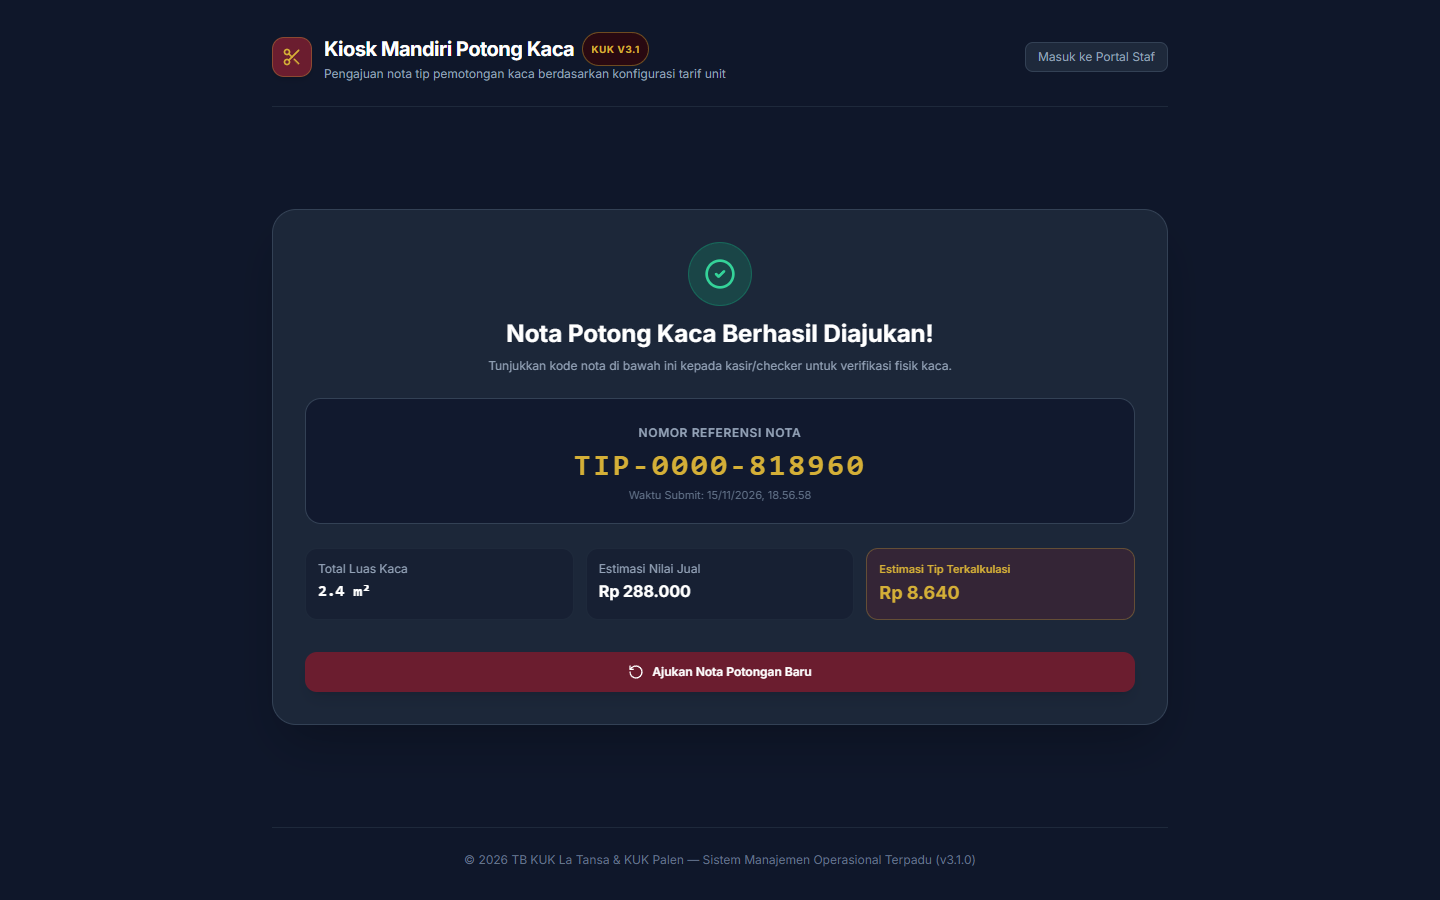 Kiosk Mandiri Potong Kaca
KUK V3.1
Pengajuan nota tip pemotongan kaca berdasarkan konfigurasi tarif unit
Masuk ke Portal Staf
Nota Potong Kaca Berhasil Diajukan!
Tunjukkan kode nota di bawah ini kepada kasir/checker untuk verifikasi fisik kaca.
NOMOR REFERENSI NOTA
TIP-0000-818960
Waktu Submit: 15/11/2026, 18.56.58
Total Luas Kaca
2.4 m²
Estimasi Nilai Jual
Rp 288.000
Estimasi Tip Terkalkulasi
Rp 8.640
Ajukan Nota Potongan Baru
© 2026 TB KUK La Tansa & KUK Palen — Sistem Manajemen Operasional Terpadu (v3.1.0)